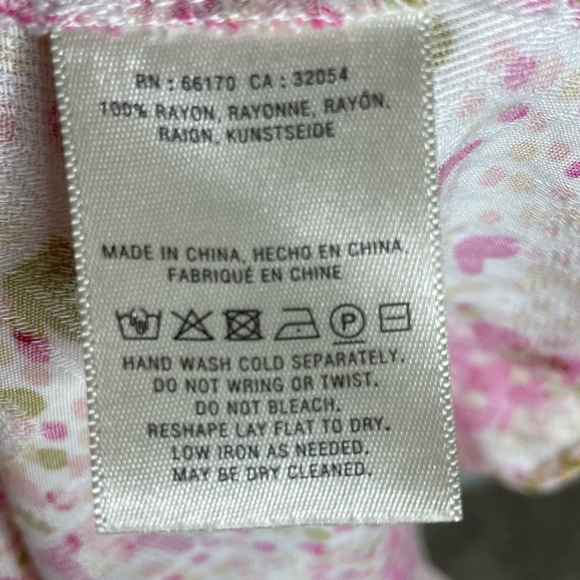 RN : 66170 CA : 32054
100% RAYON, RAYONNE, RAYÓN,
RAION, KUNSTSEIDE
MADE IN CHINA, HECHO EN CHINA,
FABRIQUÉ EN CHINE
P
HAND WASH COLD SEPARATELY.
DO NOT WRING OR TWIST.
DO NOT BLEACH.
RESHAPE LAY FLAT TO DRY.
LOW IRON AS NEEDED.
MAY BE DRY CLEANED.